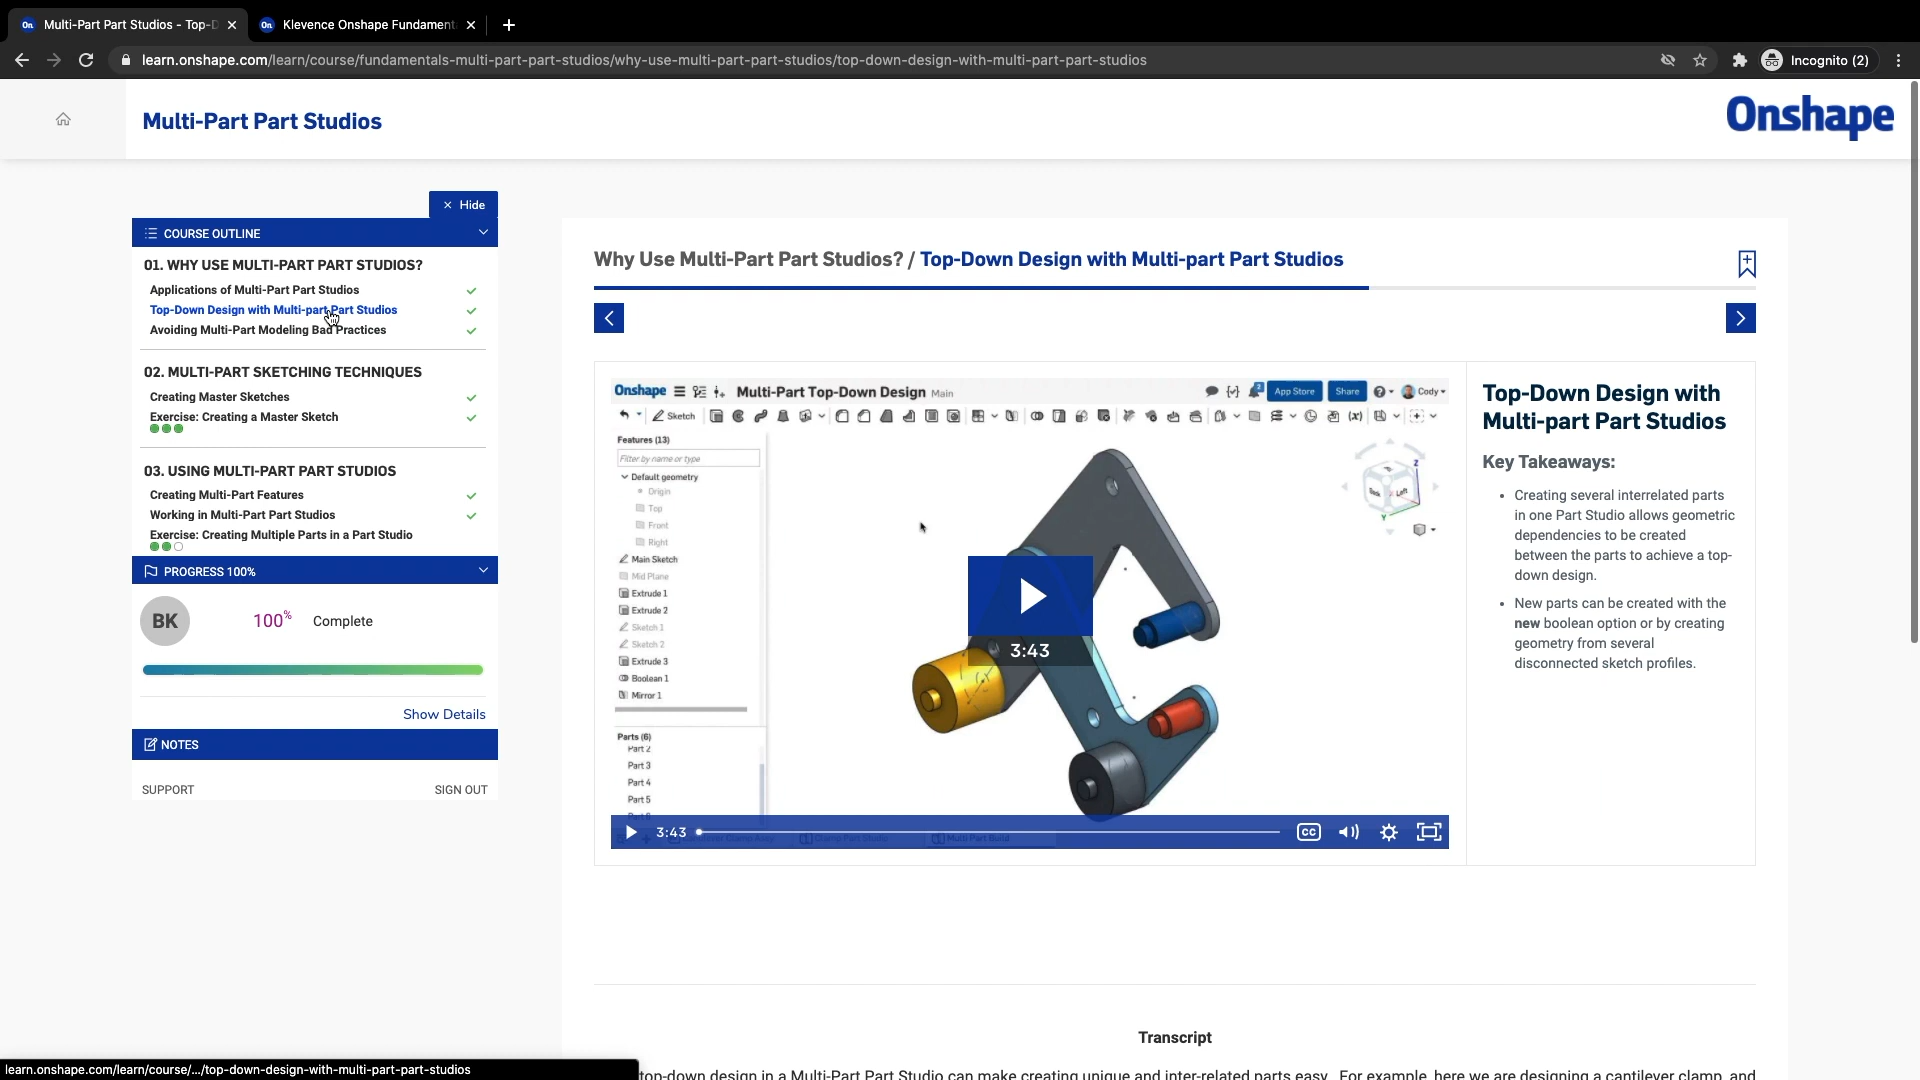 Multi-Part Part Studios - Top-D
Klevence Onshape Fundament
learn.onshape.com/learn/course/fundamentals-multi-part-part-studios/why-use-multi-part-part-studios/top-down-design-with-multi-part-part-studios
Incognito (2)
Multi-Part Part Studios
Onshape
× Hide
COURSE OUTLINE
01. WHY USE MULTI-PART PART STUDIOS?
Applications of Multi-Part Part Studios
Top-Down Design with Multi-part Part Studios
Avoiding Multi-Part Modeling Bad Practices
02. MULTI-PART SKETCHING TECHNIQUES
Creating Master Sketches
Exercise: Creating a Master Sketch
03. USING MULTI-PART PART STUDIOS
Creating Multi-Part Features
Working in Multi-Part Part Studios
Exercise: Creating Multiple Parts in a Part Studio
PROGRESS 100%
BK
100% Complete
Show Details
NOTES
SUPPORT
SIGN OUT
Why Use Multi-Part Part Studios? / Top-Down Design with Multi-part Part Studios
Onshape Multi-Part Top-Down Design Main
2
App Store
Share
Cody
Sketch
Features (13)
Filter by name or type
Default geometry
Origin
Top
Front
Right
Main Sketch
Mid Plane
Extrude 1
Extrude 2
Sketch 1
Sketch 2
Extrude 3
Boolean 1
Mirror 1
Parts (6)
Part 2
Part 3
Part 4
Part 5
Part 6
Z
Back
Left
Y
3:43
3:43
CC
Clamp Part Studio
Multi Part Build
Top-Down Design with
Multi-part Part Studios
Key Takeaways:
• Creating several interrelated parts
in one Part Studio allows geometric
dependencies to be created
between the parts to achieve a top-
down design.
• New parts can be created with the
new boolean option or by creating
geometry from several
disconnected sketch profiles.
Transcript
top-down design in a Multi-Part Part Studio can make creating unique and inter-related parts easy. For example, here we are designing a cantilever clamp, and
learn.onshape.com/learn/course/.../top-down-design-with-multi-part-part-studios